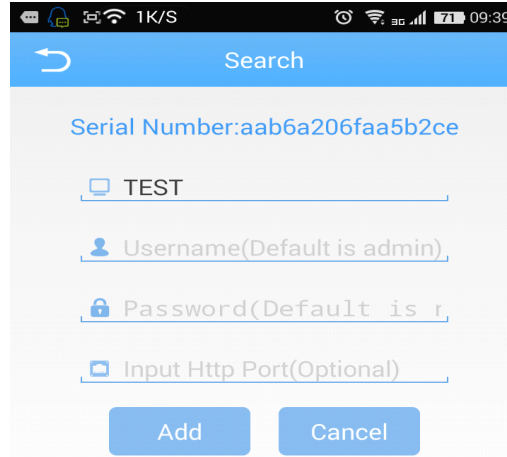 1K/S 3G 71 09:39
Search
Serial Number:aab6a206faa5b2ce
TEST
Username(Default is admin)
Password(Default is
Input Http Port(Optional)
Add Cancel